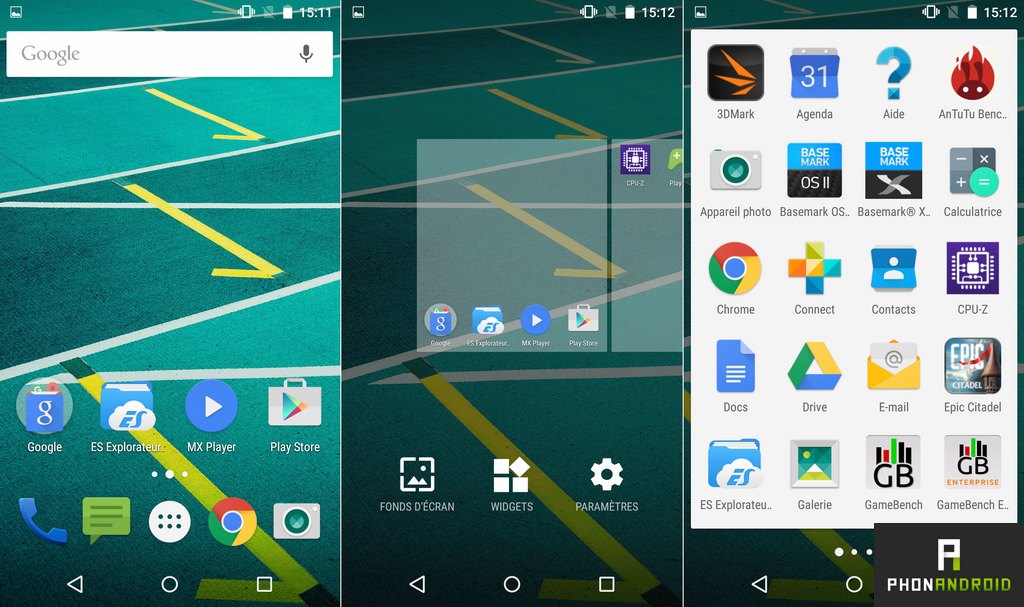 15:11
Google
Google
ES Explorateur..
MX Player
Play Store
15:12
CPU-Z
Play
Google
ES Explorateur..
MX Player
Play Store
FONDS D'ÉCRAN
WIDGETS
PARAMÈTRES
15:12
31
3DMark
Agenda
Aide
AnTuTu Benc..
BASE MARK
OS II
BASE MARK
X
Appareil photo
Basemark OS..
Basemark® X..
Calculatrice
Chrome
Connect
Contacts
CPU-Z
EPIC
CITADEL
Docs
Drive
E-mail
Epic Citadel
ES
GB
GB
ENTERPRISE
ES Explorateu..
Galerie
GameBench
GameBench E..
PHONANDROID